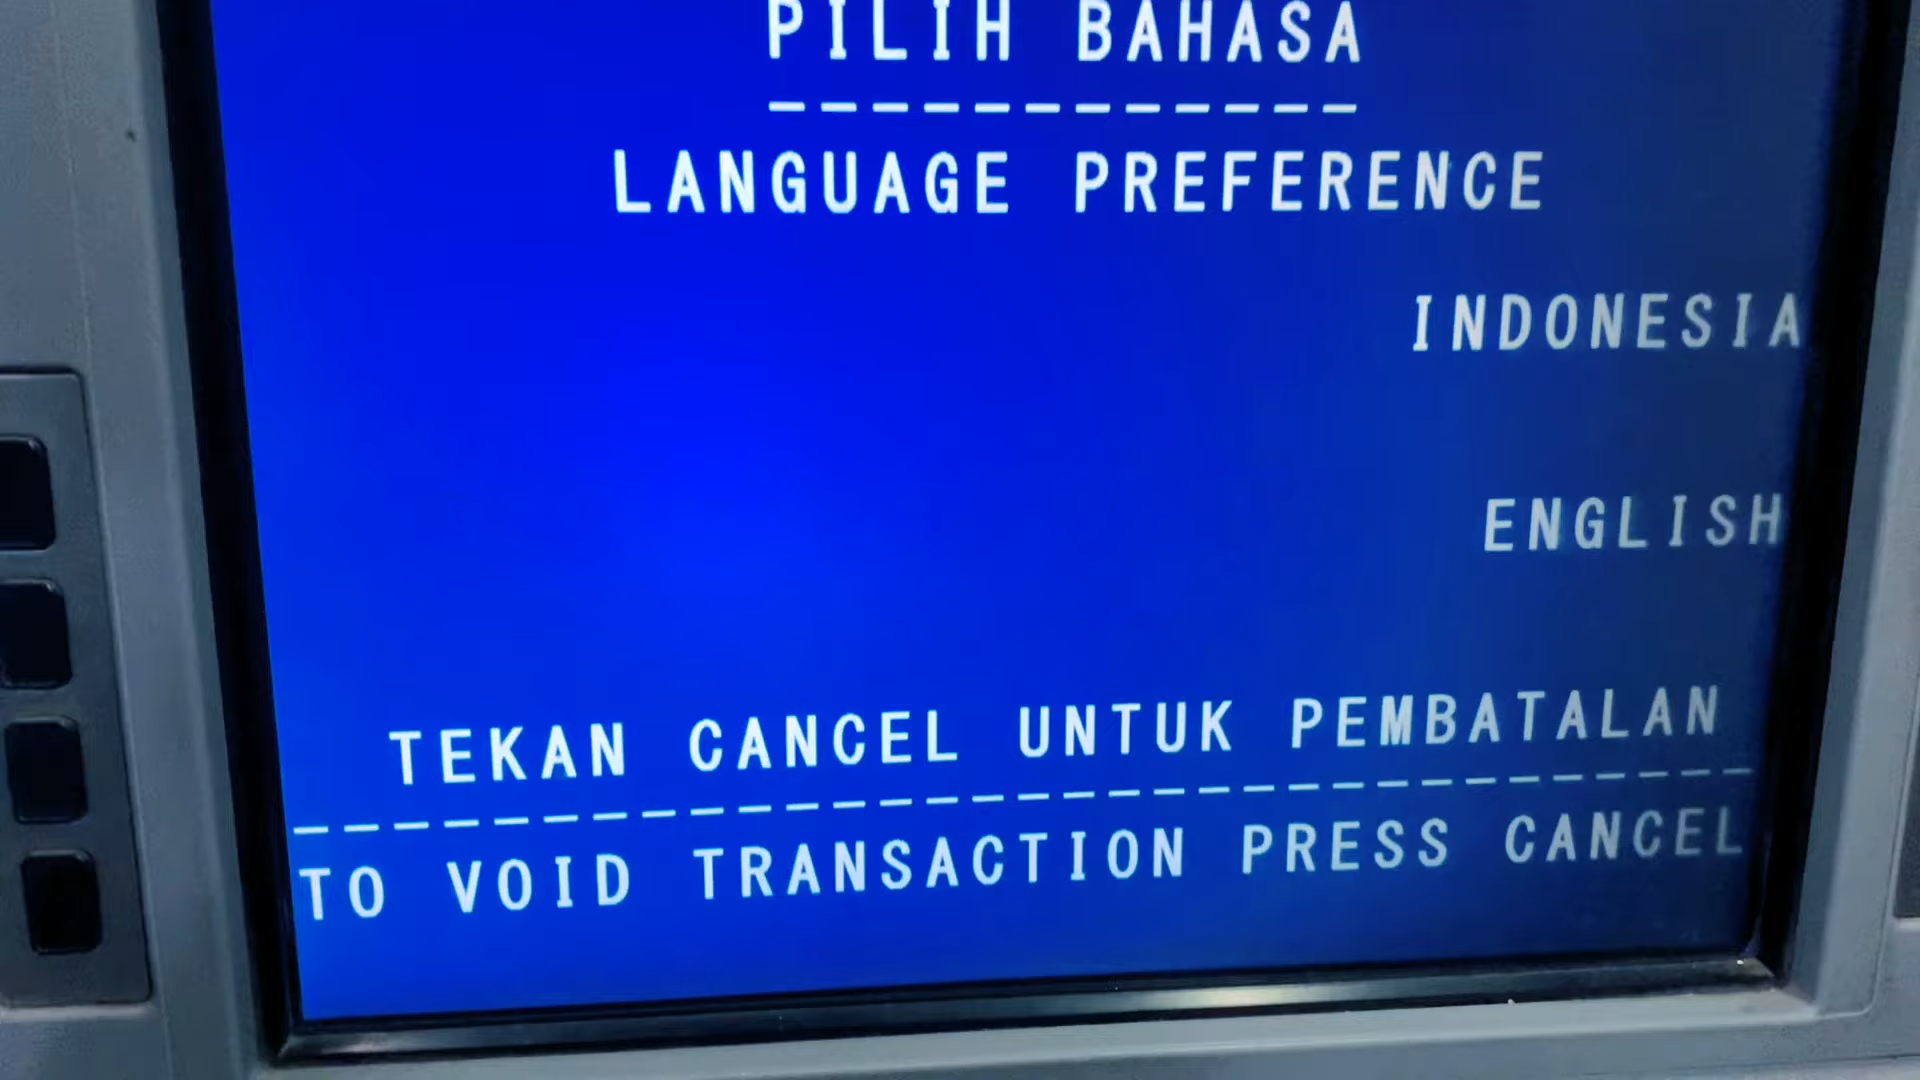 PILIH BAHASA
------------
LANGUAGE PREFERENCE
INDONESIA
ENGLISH
TEKAN CANCEL UNTUK PEMBATALAN
-----------------------------
TO VOID TRANSACTION PRESS CANCEL